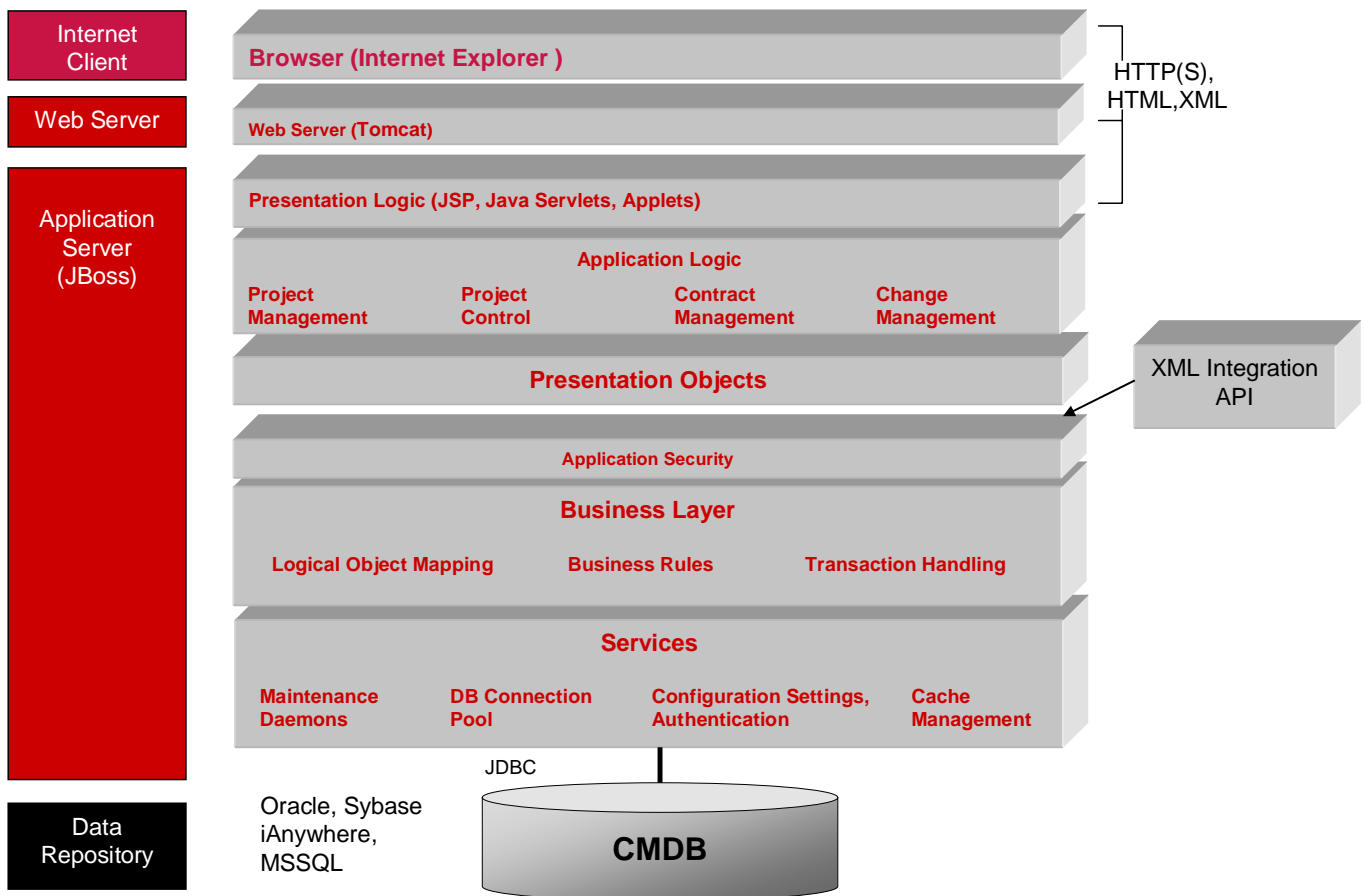 Internet
Client
Browser (Internet Explorer )
HTTP(S),
HTML,XML
Web Server
Web Server (Tomcat)
Application
Server
(JBoss)
Presentation Logic (JSP, Java Servlets, Applets)
Application Logic
Project
Management
Project
Control
Contract
Management
Change
Management
Presentation Objects
XML Integration
API
Application Security
Business Layer
Logical Object Mapping
Business Rules
Transaction Handling
Services
Maintenance
Daemons
DB Connection
Pool
Configuration Settings,
Authentication
Cache
Management
JDBC
Data
Repository
Oracle, Sybase
iAnywhere,
MSSQL
CMDB